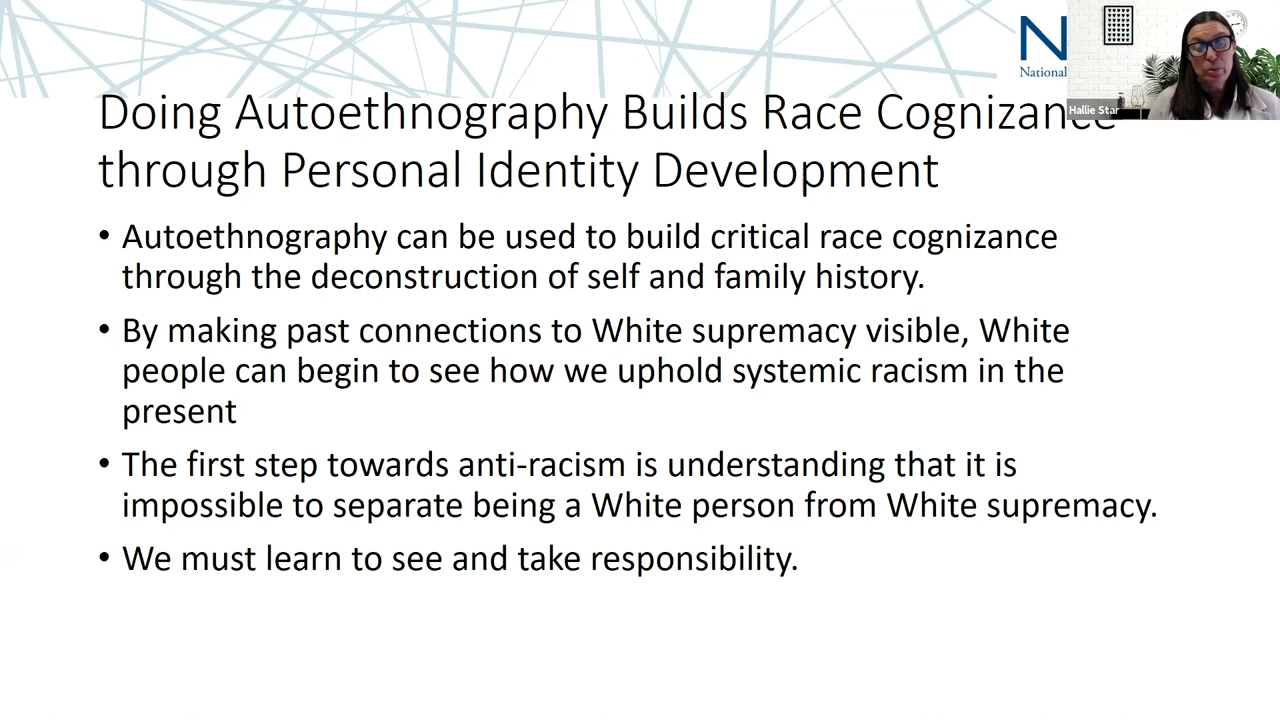 N
National
Hallie Star
Doing Autoethnography Builds Race Cognizance
through Personal Identity Development
• Autoethnography can be used to build critical race cognizance
through the deconstruction of self and family history.
• By making past connections to White supremacy visible, White
people can begin to see how we uphold systemic racism in the
present
• The first step towards anti-racism is understanding that it is
impossible to separate being a White person from White supremacy.
• We must learn to see and take responsibility.